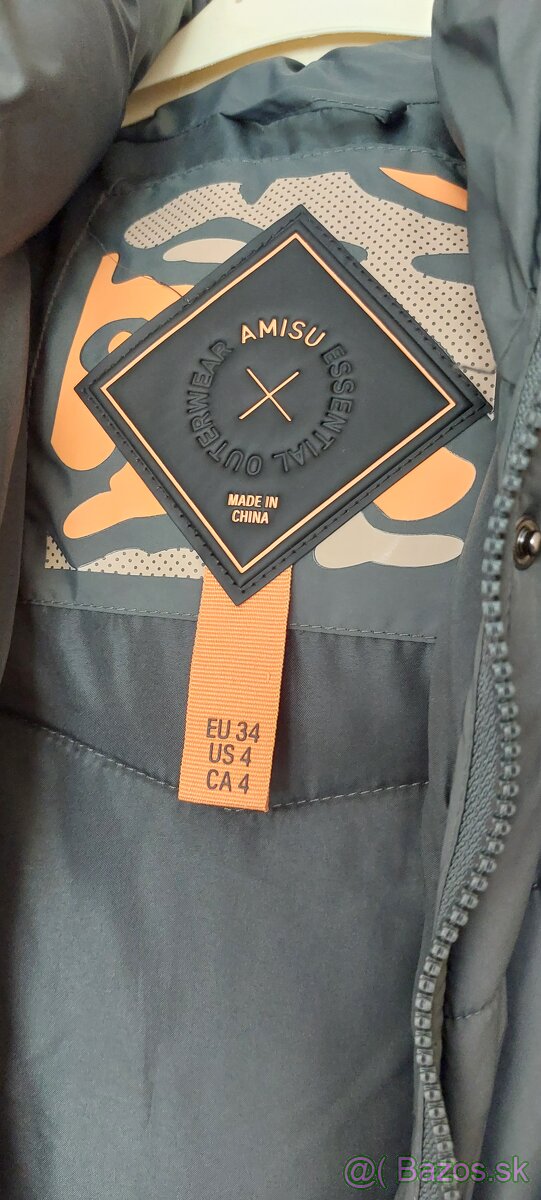 AMISU
ESSENTIAL OUTERWEAR
MADE IN
CHINA
EU 34
US 4
CA 4
@( Bazos.sk